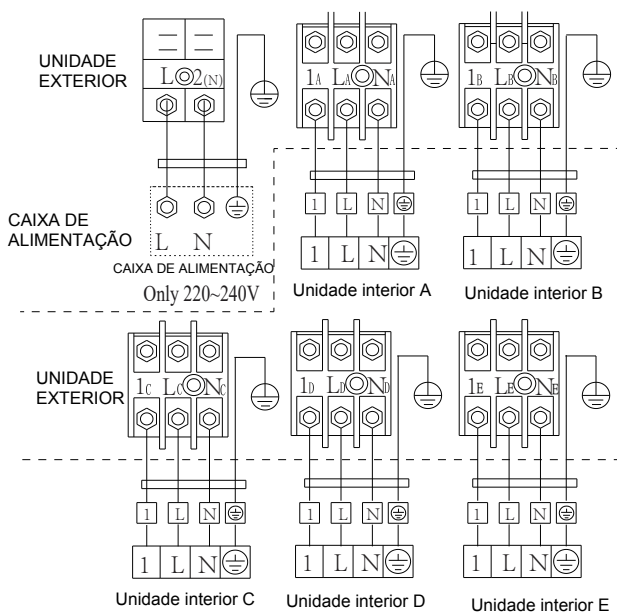 UNIDADE
EXTERIOR
L 2(N)
1A LA NA
1B LB NB
1 L N
1 L N
CAIXA DE
ALIMENTAÇÃO
L N
1 L N
1 L N
CAIXA DE ALIMENTAÇÃO
Only 220~240V
Unidade interior A
Unidade interior B
UNIDADE
EXTERIOR
1C LC NC
1D LD ND
1E LE NE
1 L N
1 L N
1 L N
1 L N
1 L N
1 L N
Unidade interior C
Unidade interior D
Unidade interior E